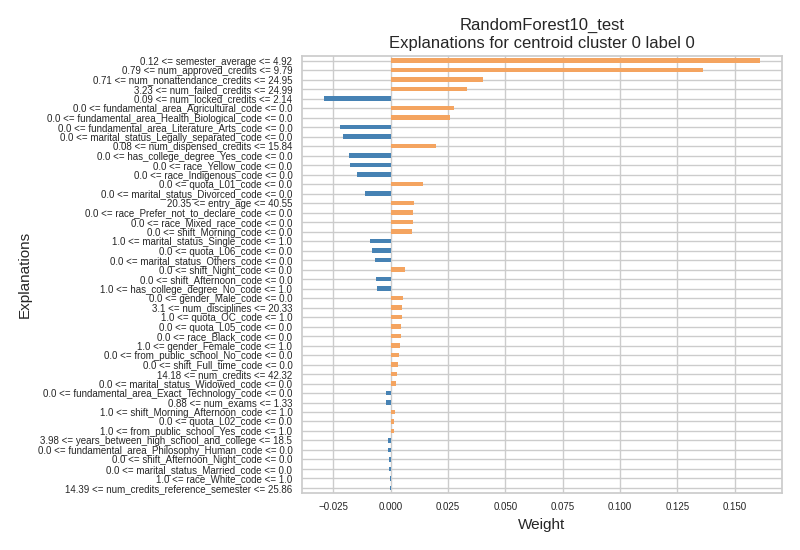 RandomForest10_test
Explanations for centroid cluster 0 label 0
0.12 <= semester_average <= 4.92
0.79 <= num_approved_credits <= 9.79
0.71 <= num_nonattendance_credits <= 24.95
3.23 <= num_failed_credits <= 24.99
0.09 <= num_locked_credits <= 2.14
0.0 <= fundamental_area_Agricultural_code <= 0.0
0.0 <= fundamental_area_Health_Biological_code <= 0.0
0.0 <= fundamental_area_Literature_Arts_code <= 0.0
0.0 <= marital_status_Legally_separated_code <= 0.0
0.08 <= num_dispensed_credits <= 15.84
0.0 <= has_college_degree_Yes_code <= 0.0
0.0 <= race_Yellow_code <= 0.0
0.0 <= race_Indigenous_code <= 0.0
0.0 <= quota_L01_code <= 0.0
0.0 <= marital_status_Divorced_code <= 0.0
20.35 <= entry_age <= 40.55
0.0 <= race_Prefer_not_to_declare_code <= 0.0
0.0 <= race_Mixed_race_code <= 0.0
0.0 <= shift_Morning_code <= 0.0
1.0 <= marital_status_Single_code <= 1.0
0.0 <= quota_L06_code <= 0.0
0.0 <= marital_status_Others_code <= 0.0
0.0 <= shift_Night_code <= 0.0
0.0 <= shift_Afternoon_code <= 0.0
1.0 <= has_college_degree_No_code <= 1.0
0.0 <= gender_Male_code <= 0.0
3.1 <= num_disciplines <= 20.33
1.0 <= quota_OC_code <= 1.0
0.0 <= quota_L05_code <= 0.0
0.0 <= race_Black_code <= 0.0
1.0 <= gender_Female_code <= 1.0
0.0 <= from_public_school_No_code <= 0.0
0.0 <= shift_Full_time_code <= 0.0
14.18 <= num_credits <= 42.32
0.0 <= marital_status_Widowed_code <= 0.0
0.0 <= fundamental_area_Exact_Technology_code <= 0.0
0.88 <= num_exams <= 1.33
1.0 <= shift_Morning_Afternoon_code <= 1.0
0.0 <= quota_L02_code <= 0.0
1.0 <= from_public_school_Yes_code <= 1.0
3.98 <= years_between_high_school_and_college <= 18.5
0.0 <= fundamental_area_Philosophy_Human_code <= 0.0
0.0 <= shift_Afternoon_Night_code <= 0.0
0.0 <= marital_status_Married_code <= 0.0
1.0 <= race_White_code <= 1.0
14.39 <= num_credits_reference_semester <= 25.86
Explanations
−0.025 0.000 0.025 0.050 0.075 0.100 0.125 0.150
Weight